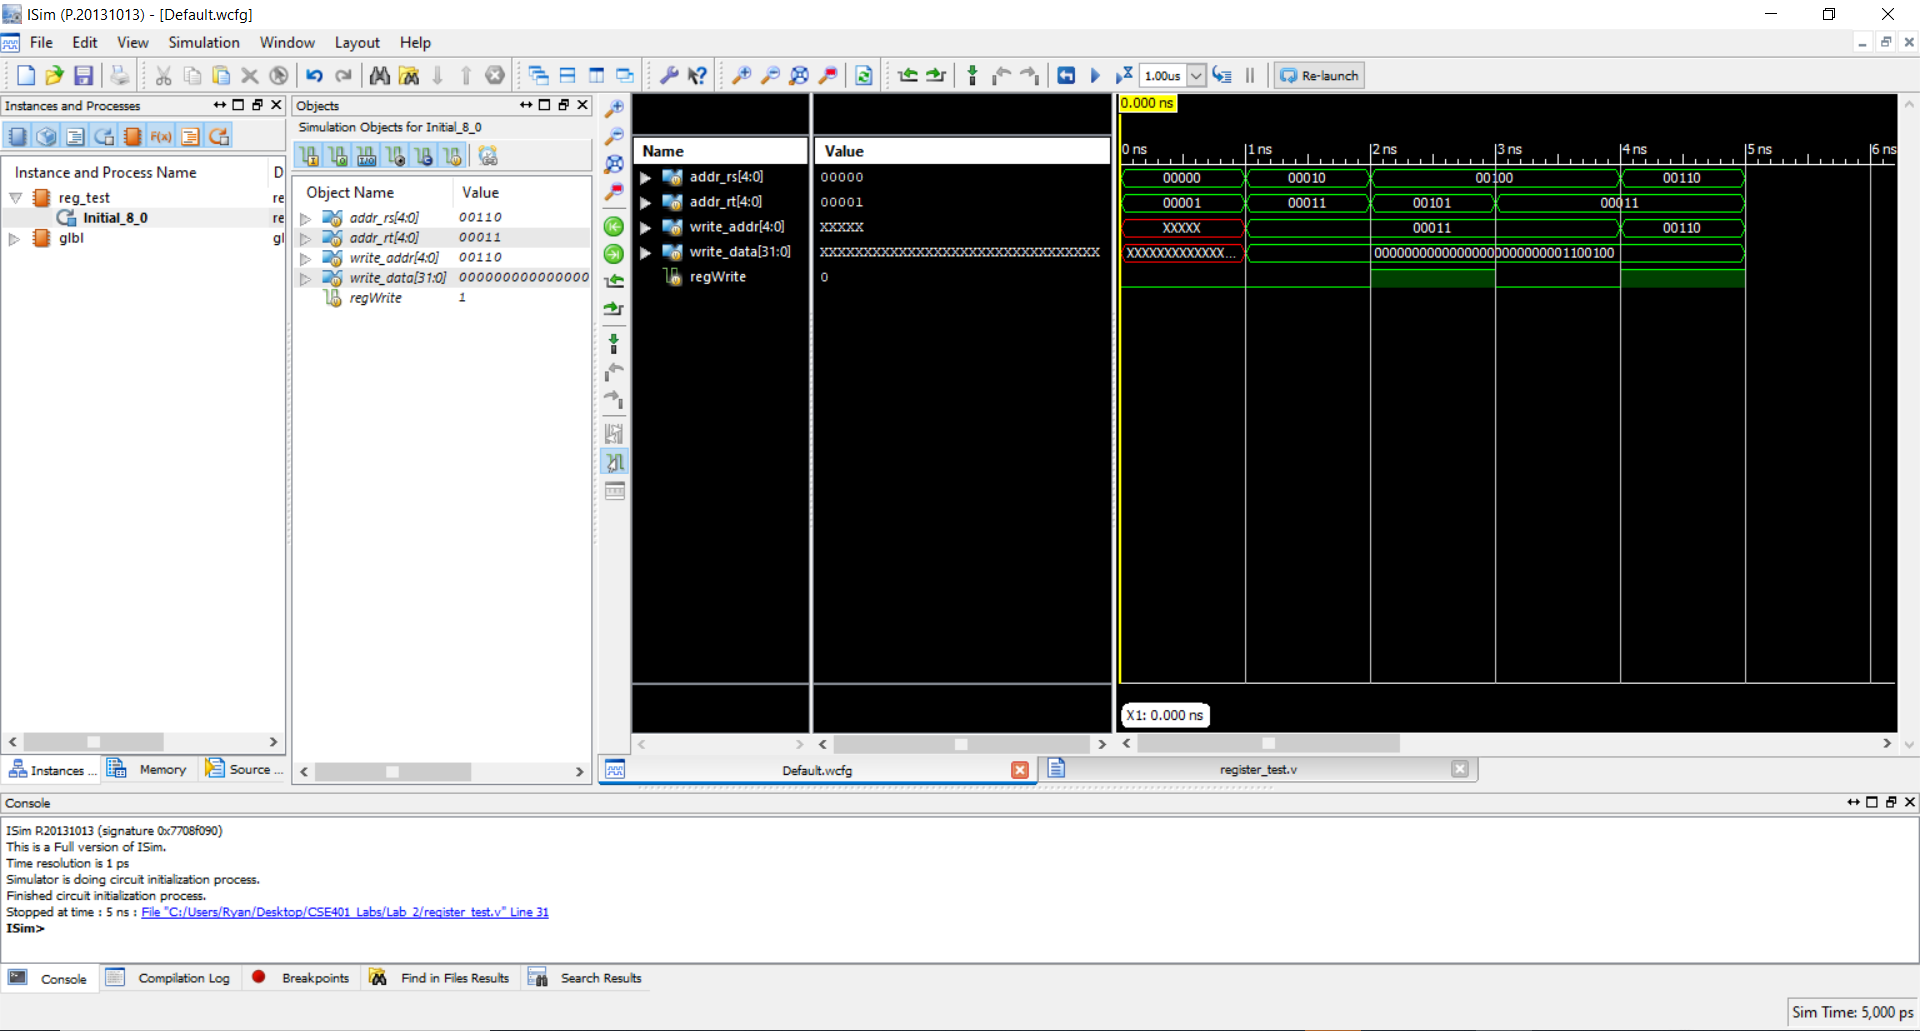 ISim (P.20131013) - [Default.wcfg]
File Edit View Simulation Window Layout Help
1.00us Re-launch
Instances and Processes
Instance and Process Name D
reg_test re
Initial_8_0 re
glbl gl
Instances ... Memory Source ...
Objects
Simulation Objects for Initial_8_0
Object Name Value
addr_rs[4:0] 00110
addr_rt[4:0] 00011
write_addr[4:0] 00110
write_data[31:0] 000000000000000
regWrite 1
Name Value
addr_rs[4:0] 00000
addr_rt[4:0] 00001
write_addr[4:0] XXXXX
write_data[31:0] XXXXXXXXXXXXXXXXXXXXXXXXXXXXXXXX
regWrite 0
0.000 ns
0 ns 1 ns 2 ns 3 ns 4 ns 5 ns 6 ns
00000 00010 00100 00110
00001 00011 00101 00011
XXXXX 00011 00110
XXXXXXXXXXXXX... 00000000000000000000000001100100
X1: 0.000 ns
Default.wcfg register_test.v
Console
ISim P.20131013 (signature 0x7708f090)
This is a Full version of ISim.
Time resolution is 1 ps
Simulator is doing circuit initialization process.
Finished circuit initialization process.
Stopped at time : 5 ns : File "C:/Users/Ryan/Desktop/CSE401_Labs/Lab_2/register_test.v" Line 31
ISim>
Console Compilation Log Breakpoints Find in Files Results Search Results
Sim Time: 5,000 ps